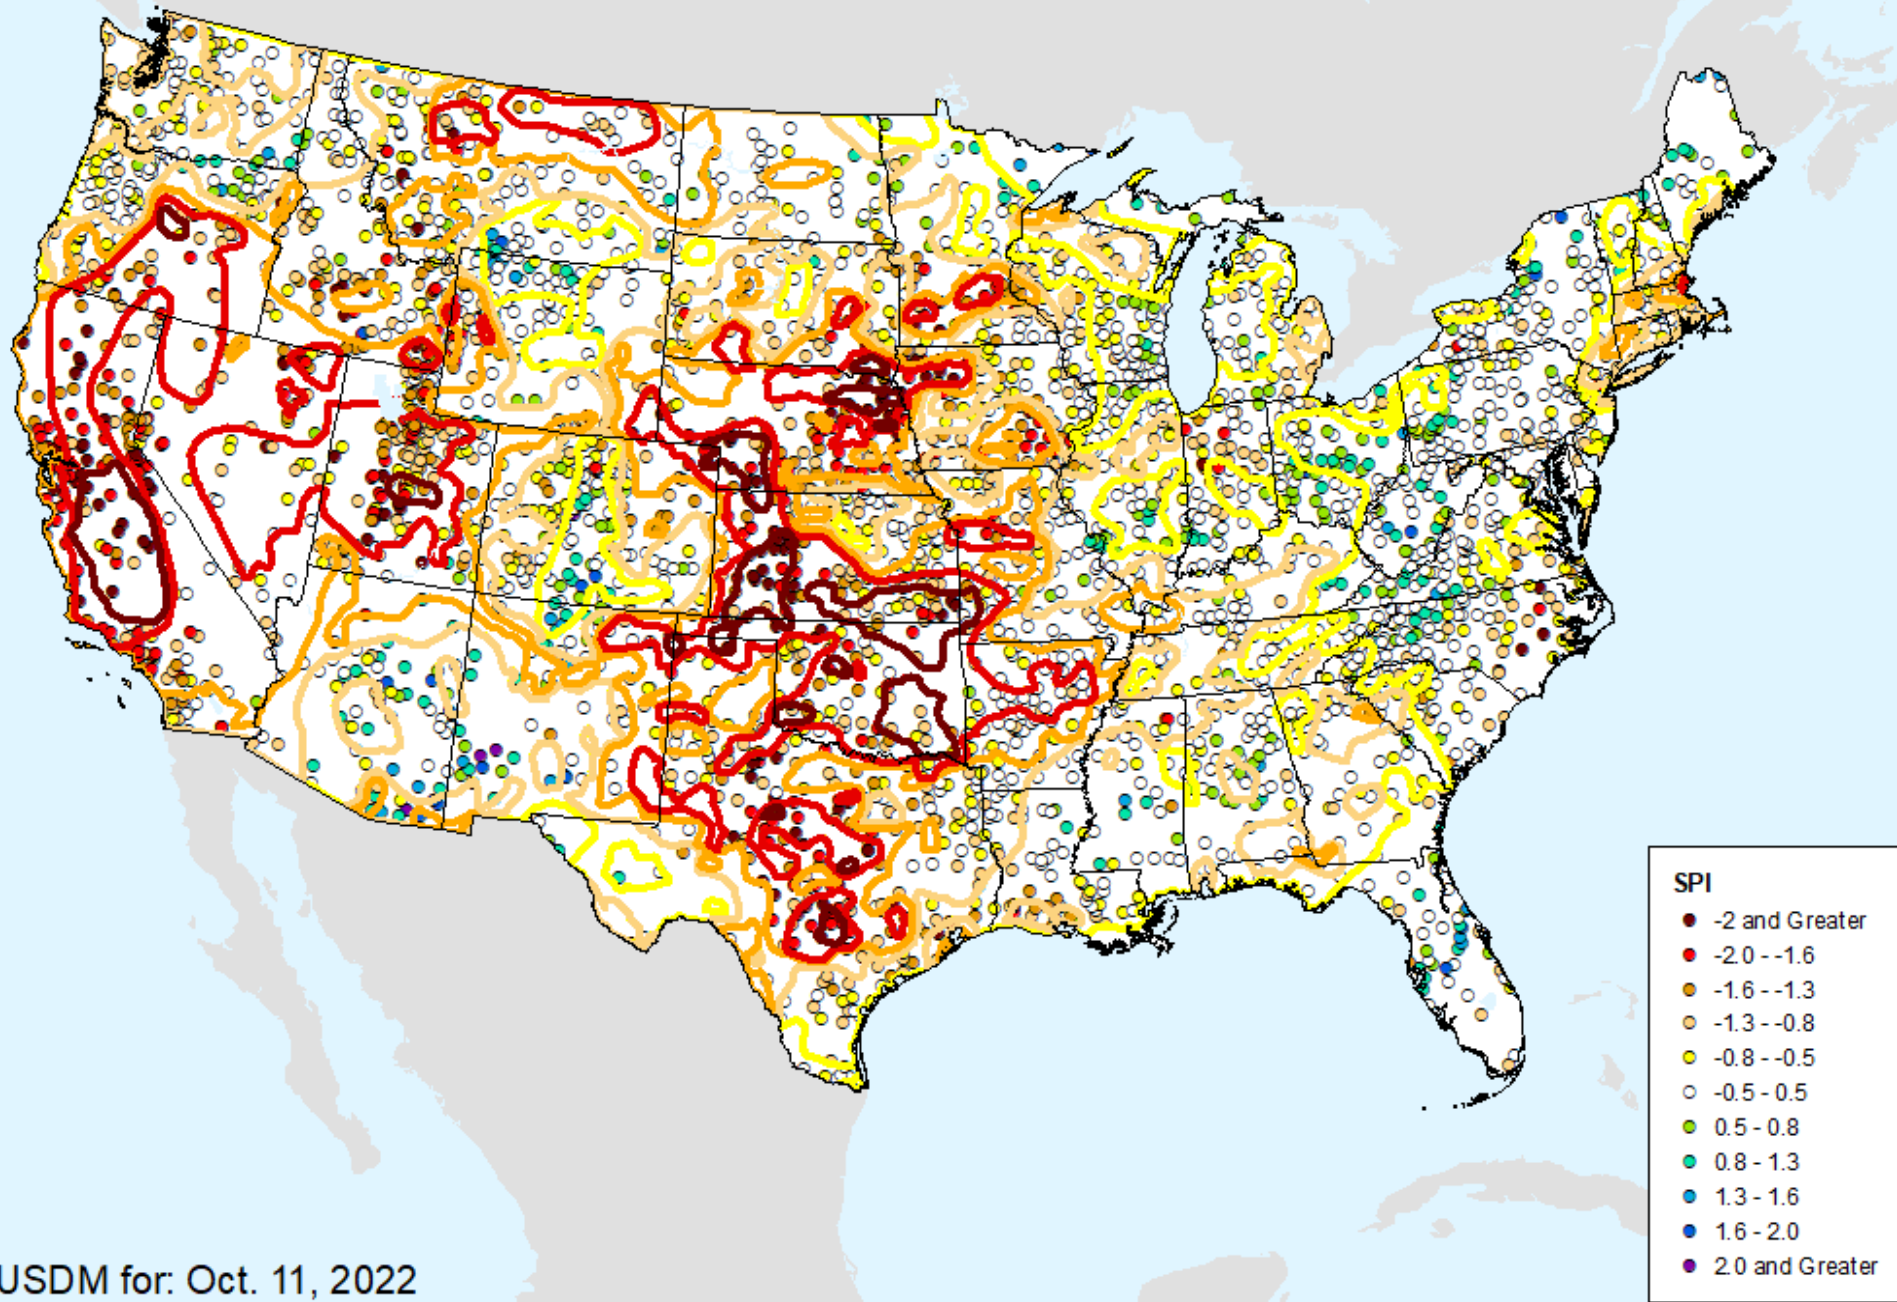 SPI
-2 and Greater
-2.0 - -1.6
-1.6 - -1.3
-1.3 - -0.8
-0.8 - -0.5
-0.5 - 0.5
0.5 - 0.8
0.8 - 1.3
1.3 - 1.6
1.6 - 2.0
2.0 and Greater
USDM for: Oct. 11, 2022